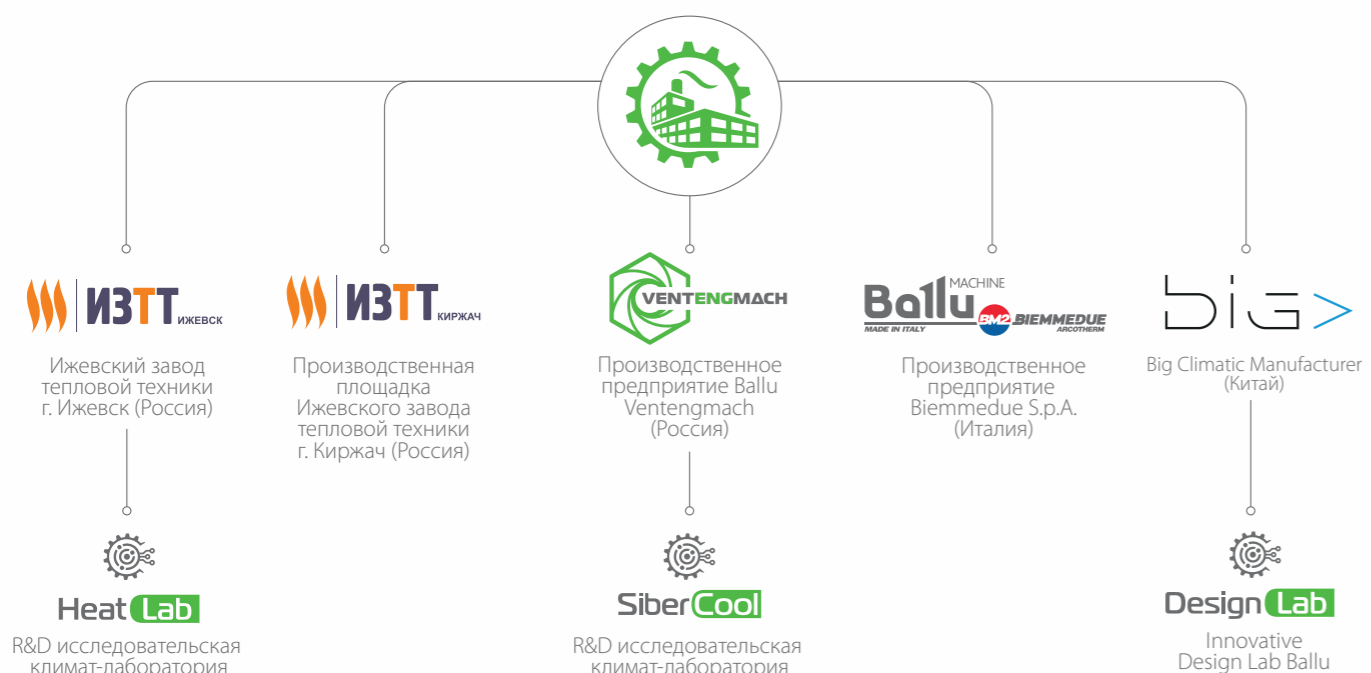 ИЗТТ ИЖЕВСК
Ижевский завод
тепловой техники
г. Ижевск (Россия)
ИЗТТ КИРЖАЧ
Производственная
площадка
Ижевского завода
тепловой техники
г. Киржач (Россия)
VENTENGMACH
Производственное
предприятие Ballu
Ventengmach
(Россия)
Ballu MACHINE
MADE IN ITALY
BM2 BIEMMEDUE
ARCOTHERM
Производственное
предприятие
Biemmedue S.p.A.
(Италия)
big>
Big Climatic Manufacturer
(Китай)
Heat Lab
R&D исследовательская
климат-лаборатория
SiberCool
R&D исследовательская
климат-лаборатория
Design Lab
Innovative
Design Lab Ballu